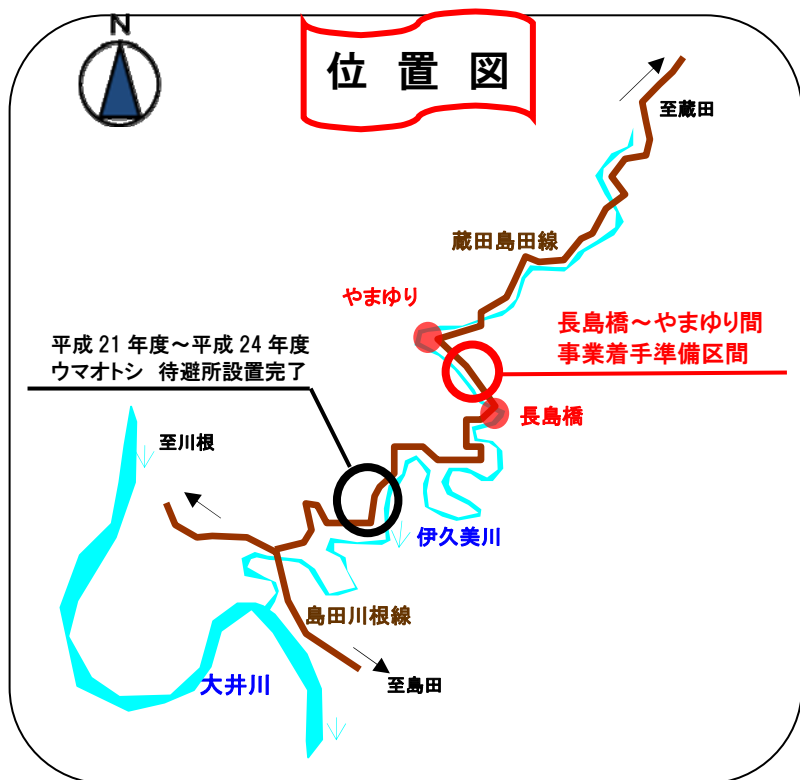 N
位 置 図
至蔵田
蔵田島田線
やまゆり
長島橋~やまゆり間
事業着手準備区間
平成 21 年度~平成 24 年度
ウマオトシ 待避所設置完了
長島橋
至川根
伊久美川
島田川根線
大井川
至島田